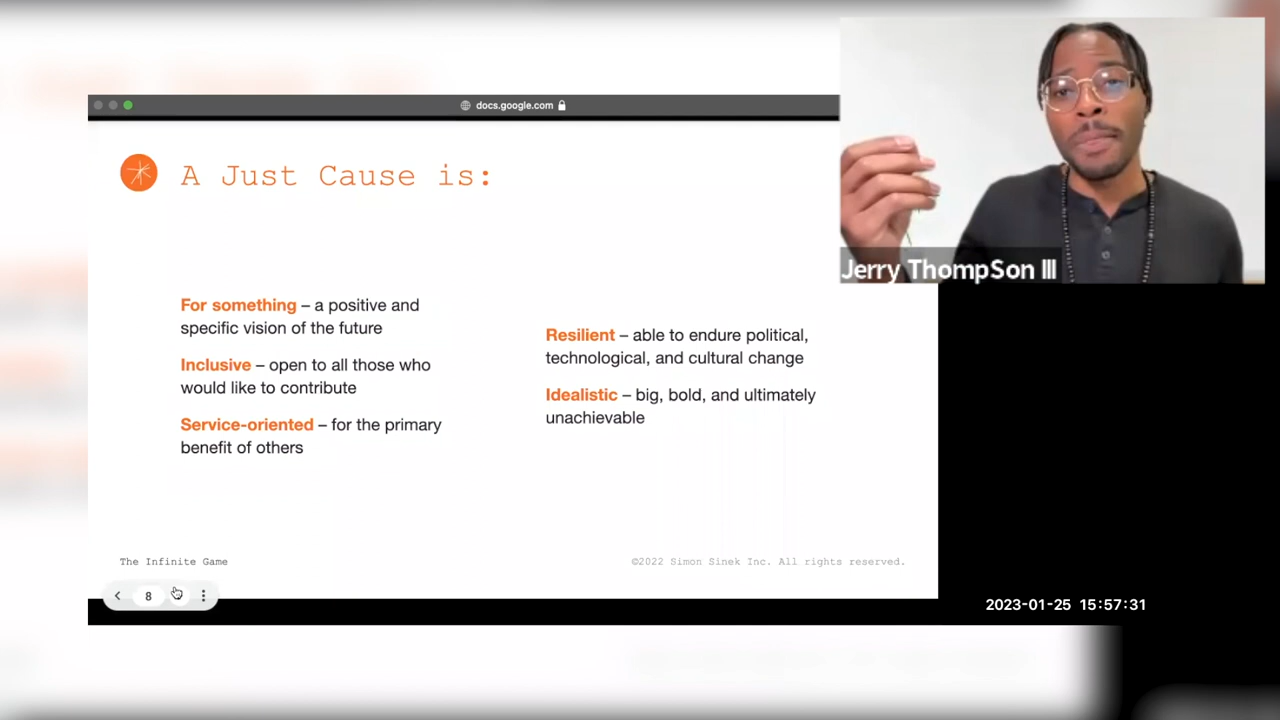 docs.google.com
A Just Cause is:
For something – a positive and
specific vision of the future
Inclusive – open to all those who
would like to contribute
Service-oriented – for the primary
benefit of others
Resilient – able to endure political,
technological, and cultural change
Idealistic – big, bold, and ultimately
unachievable
The Infinite Game
©2022 Simon Sinek Inc. All rights reserved.
8
Jerry ThompSon III
2023-01-25 15:57:31